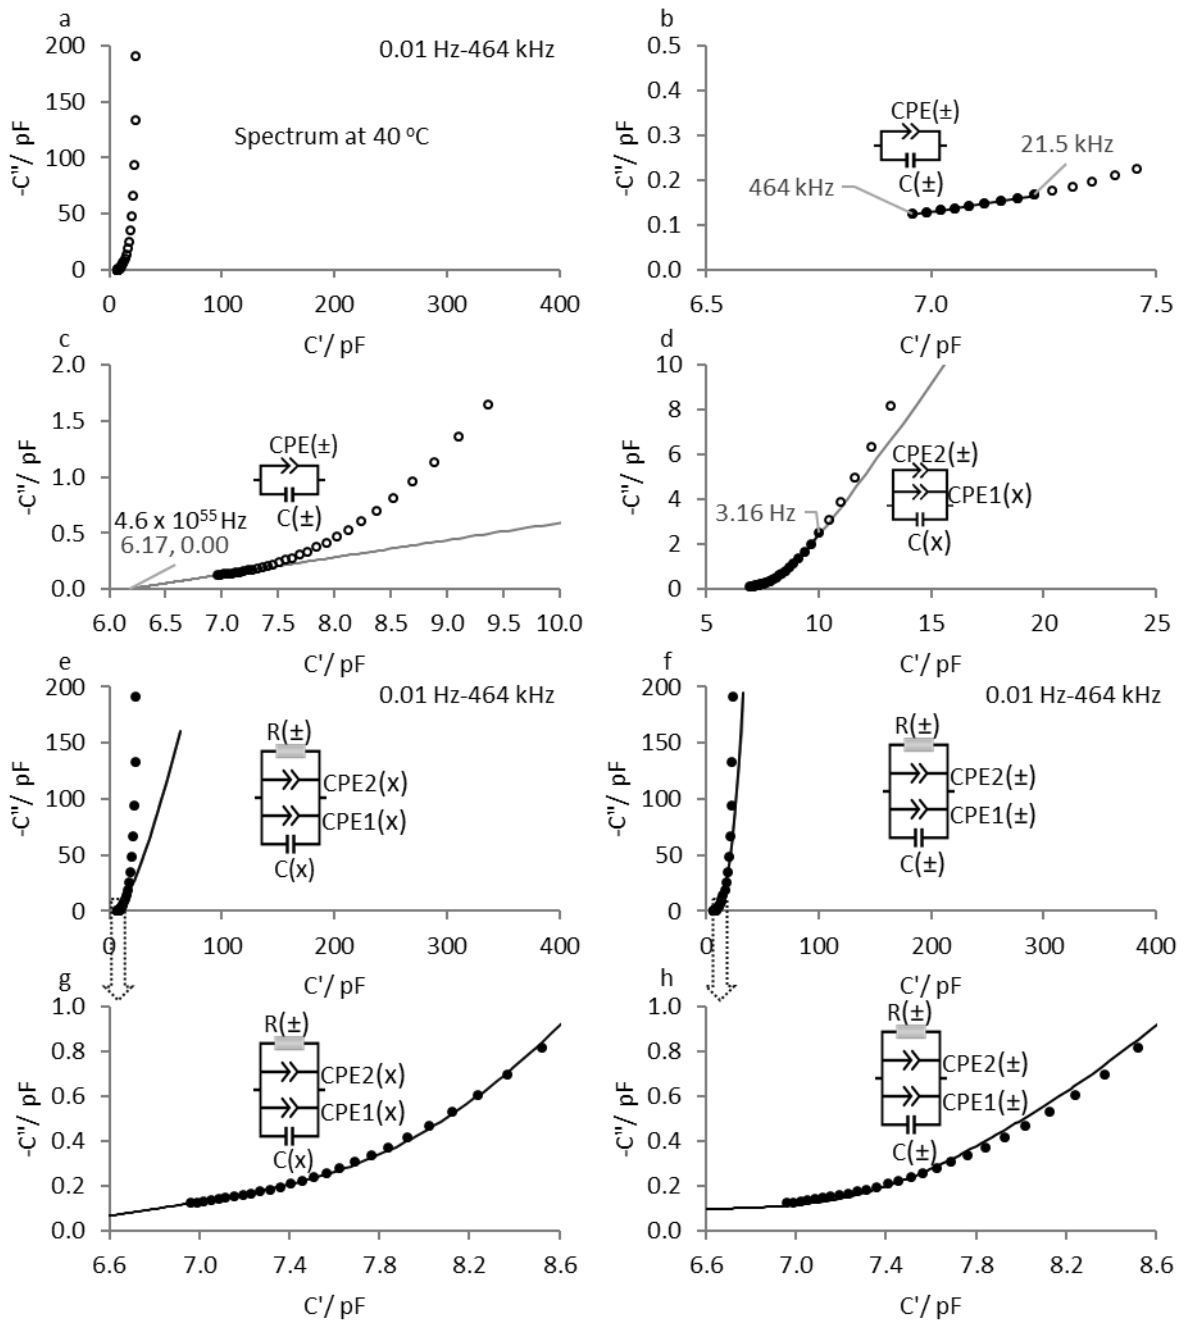 a
200
150
100
50
0
-C"/ pF
0.01 Hz-464 kHz
Spectrum at 40 °C
0 100 200 300 400
C'/ pF
b
0.5
0.4
0.3
0.2
0.1
0.0
-C"/ pF
CPE(±)
C(±)
464 kHz
21.5 kHz
6.5 7.0 7.5
C'/ pF
c
2.0
1.5
1.0
0.5
0.0
-C"/ pF
CPE(±)
C(±)
4.6 x 10⁵⁵ Hz
6.17, 0.00
6.0 6.5 7.0 7.5 8.0 8.5 9.0 9.5 10.0
C'/ pF
d
10
8
6
4
2
0
-C"/ pF
CPE2(±)
CPE1(x)
C(x)
3.16 Hz
5 10 15 20 25
C'/ pF
e
200
150
100
50
0
-C"/ pF
0.01 Hz-464 kHz
R(±)
CPE2(x)
CPE1(x)
C(x)
0 100 200 300 400
C'/ pF
f
200
150
100
50
0
-C"/ pF
0.01 Hz-464 kHz
R(±)
CPE2(±)
CPE1(±)
C(±)
0 100 200 300 400
C'/ pF
g
1.0
0.8
0.6
0.4
0.2
0.0
-C"/ pF
R(±)
CPE2(x)
CPE1(x)
C(x)
6.6 7.0 7.4 7.8 8.2 8.6
C'/ pF
h
1.0
0.8
0.6
0.4
0.2
0.0
-C"/ pF
R(±)
CPE2(±)
CPE1(±)
C(±)
6.6 7.0 7.4 7.8 8.2 8.6
C'/ pF